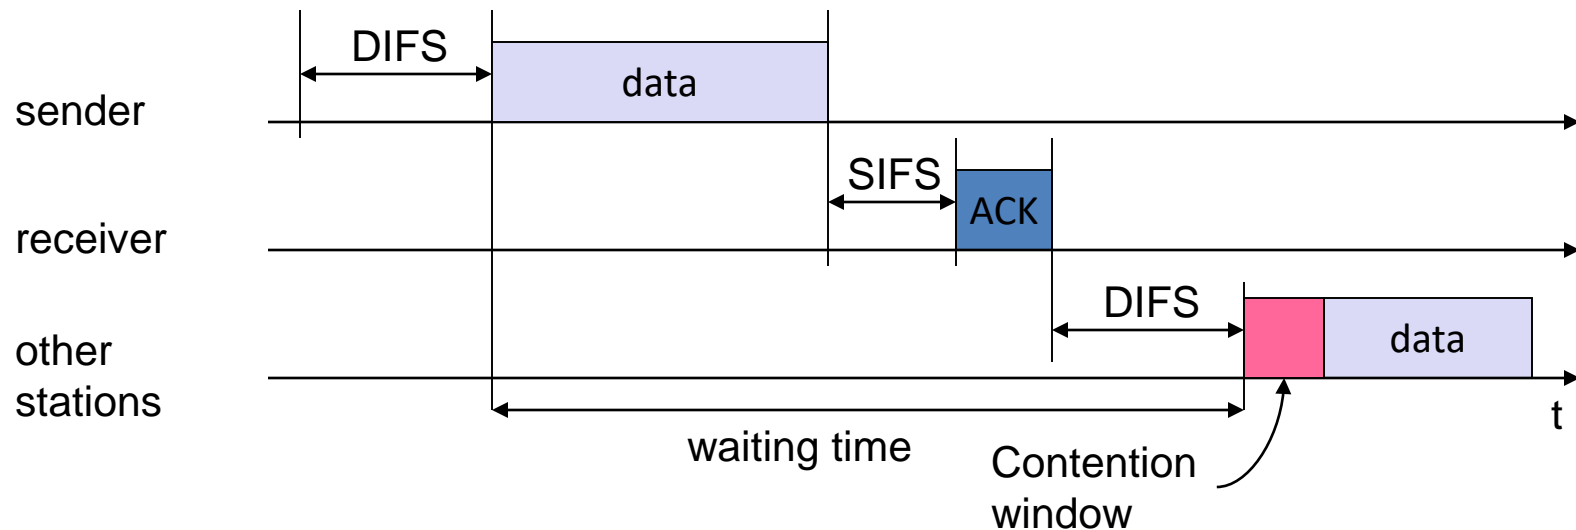 DIFS
data
sender
SIFS
ACK
receiver
DIFS
data
other
stations
t
waiting time
Contention
window